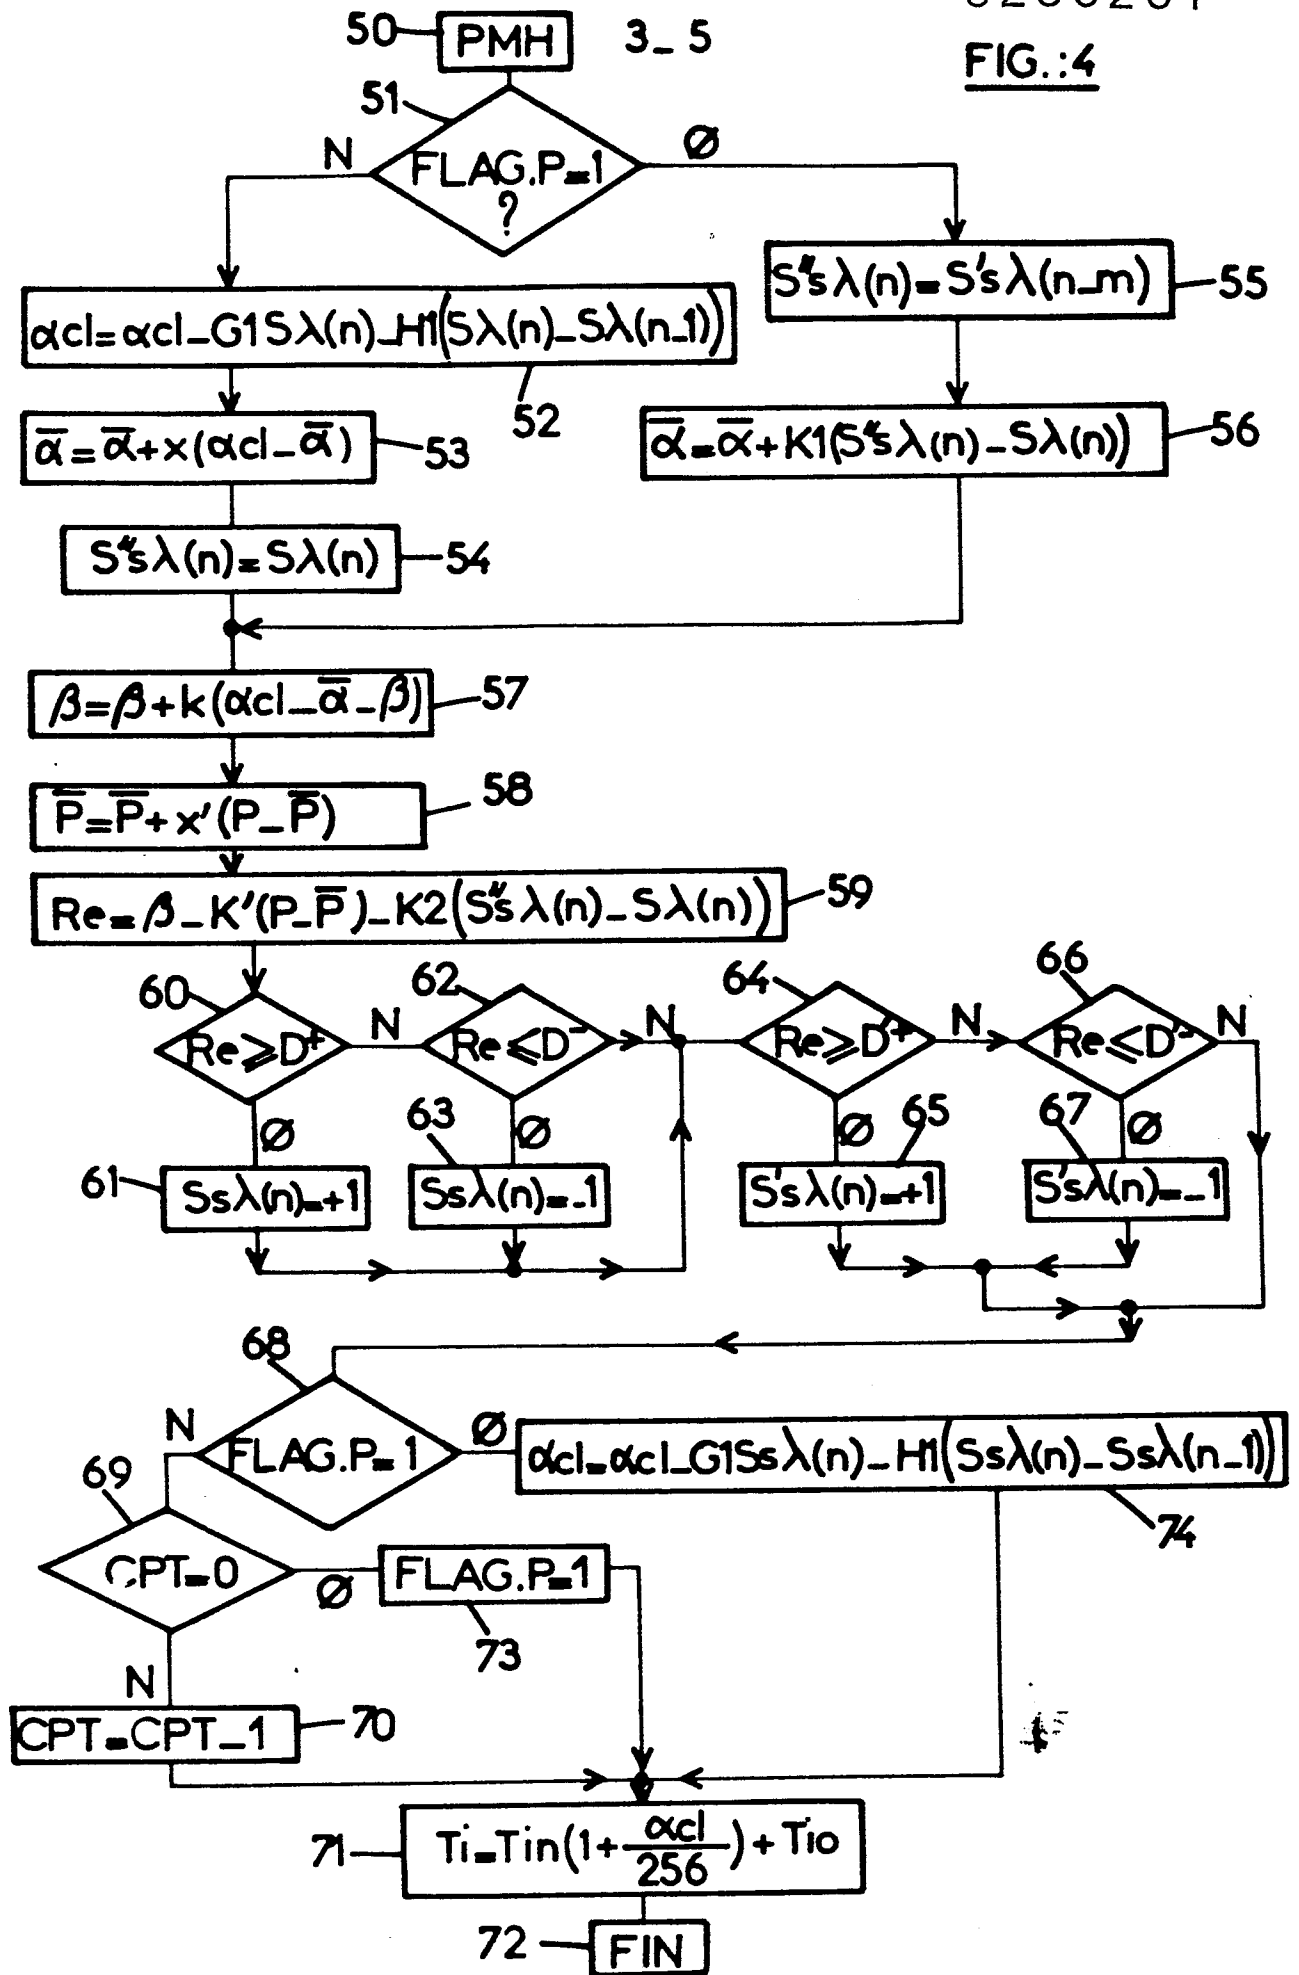 50 PMH 3_5
FIG.:4
51
N FLAG.P=1 ? Ø
S"sλ(n)=S'sλ(n_m) 55
αcl=αcl_G1Sλ(n)_H1(Sλ(n)_Sλ(n_1))
52
ᾱ=ᾱ+x(αcl_ᾱ) 53
ᾱ=ᾱ+K1(S"sλ(n)_Sλ(n)) 56
S"sλ(n)=Sλ(n) 54
β=β+k(αcl_ᾱ_β) 57
P̅=P̅+x'(P_P̅) 58
Re=β_K'(P_P̅)_K2(S"sλ(n)_Sλ(n)) 59
60 62 64 66
Re⩾D+ N Re⩽D- N Re⩾D'+ N Re⩽D'- N
Ø 63 Ø Ø 65 67 Ø
61 Ssλ(n)=+1 Ssλ(n)=_1 S'sλ(n)=+1 S'sλ(n)=_1
68
N FLAG.P=1 Ø αcl=αcl_G1Ssλ(n)_H1(Ssλ(n)_Ssλ(n_1))
74
69
CPT=0 Ø FLAG.P=1
73
N
CPT=CPT_1 70
71 Ti=Tin(1+αcl/256)+Tio
72 FIN